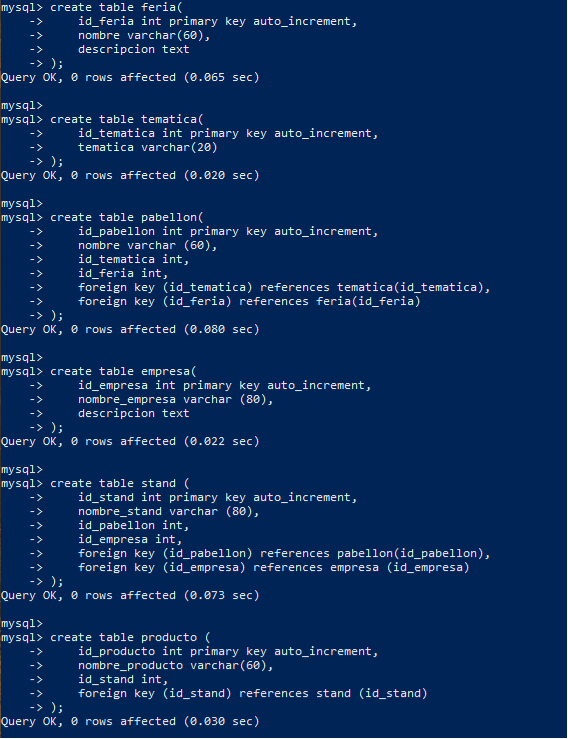 mysql> create table feria(
    ->     id_feria int primary key auto_increment,
    ->     nombre varchar(60),
    ->     descripcion text
    -> );
Query OK, 0 rows affected (0.065 sec)
mysql>
mysql> create table tematica(
    ->     id_tematica int primary key auto_increment,
    ->     tematica varchar(20)
    -> );
Query OK, 0 rows affected (0.020 sec)
mysql>
mysql> create table pabellon(
    ->     id_pabellon int primary key auto_increment,
    ->     nombre varchar (60),
    ->     id_tematica int,
    ->     id_feria int,
    ->     foreign key (id_tematica) references tematica(id_tematica),
    ->     foreign key (id_feria) references feria(id_feria)
    -> );
Query OK, 0 rows affected (0.080 sec)
mysql>
mysql> create table empresa(
    ->     id_empresa int primary key auto_increment,
    ->     nombre_empresa varchar (80),
    ->     descripcion text
    -> );
Query OK, 0 rows affected (0.022 sec)
mysql>
mysql> create table stand (
    ->     id_stand int primary key auto_increment,
    ->     nombre_stand varchar (80),
    ->     id_pabellon int,
    ->     id_empresa int,
    ->     foreign key (id_pabellon) references pabellon(id_pabellon),
    ->     foreign key (id_empresa) references empresa (id_empresa)
    -> );
Query OK, 0 rows affected (0.073 sec)
mysql>
mysql> create table producto (
    ->     id_producto int primary key auto_increment,
    ->     nombre_producto varchar(60),
    ->     id_stand int,
    ->     foreign key (id_stand) references stand (id_stand)
    -> );
Query OK, 0 rows affected (0.030 sec)